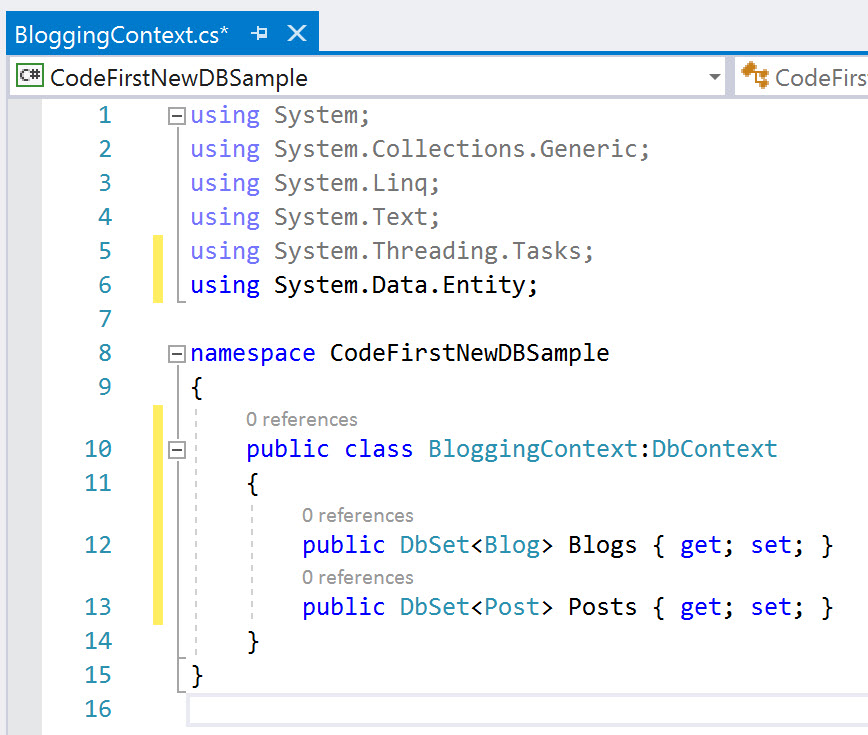 BloggingContext.cs*
C# CodeFirstNewDBSample CodeFirs
1 using System;
2 using System.Collections.Generic;
3 using System.Linq;
4 using System.Text;
5 using System.Threading.Tasks;
6 using System.Data.Entity;
7
8 namespace CodeFirstNewDBSample
9 {
0 references
10 public class BloggingContext:DbContext
11 {
0 references
12 public DbSet<Blog> Blogs { get; set; }
0 references
13 public DbSet<Post> Posts { get; set; }
14 }
15 }
16